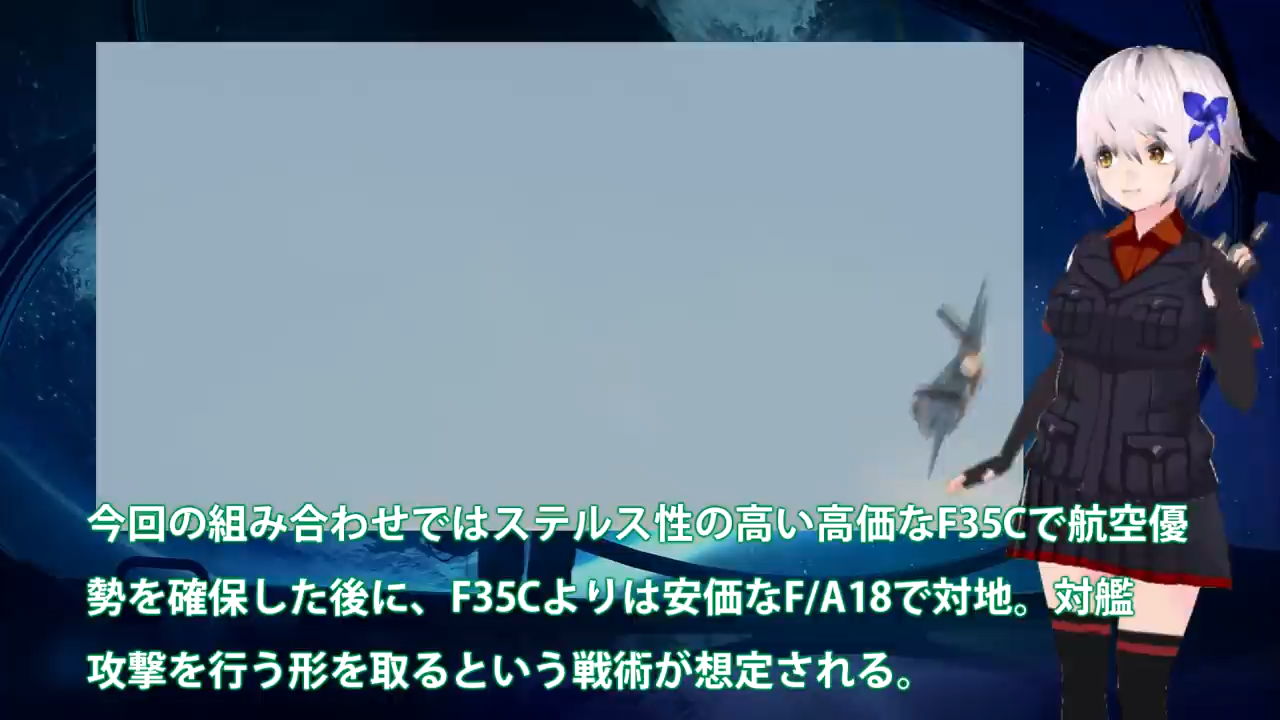 今回の組み合わせではステルス性の高い高価なF35Cで航空優
勢を確保した後に、F35Cよりは安価なF/A18で対地。対艦
攻撃を行う形を取るという戦術が想定される。